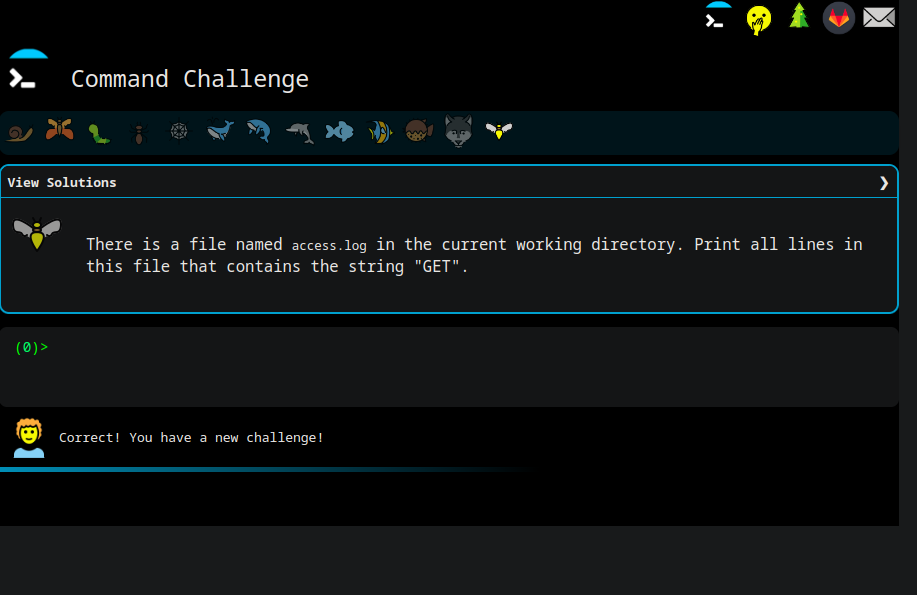 Command Challenge
View Solutions
There is a file named access.log in the current working directory. Print all lines in
this file that contains the string "GET".
(0)>
Correct! You have a new challenge!